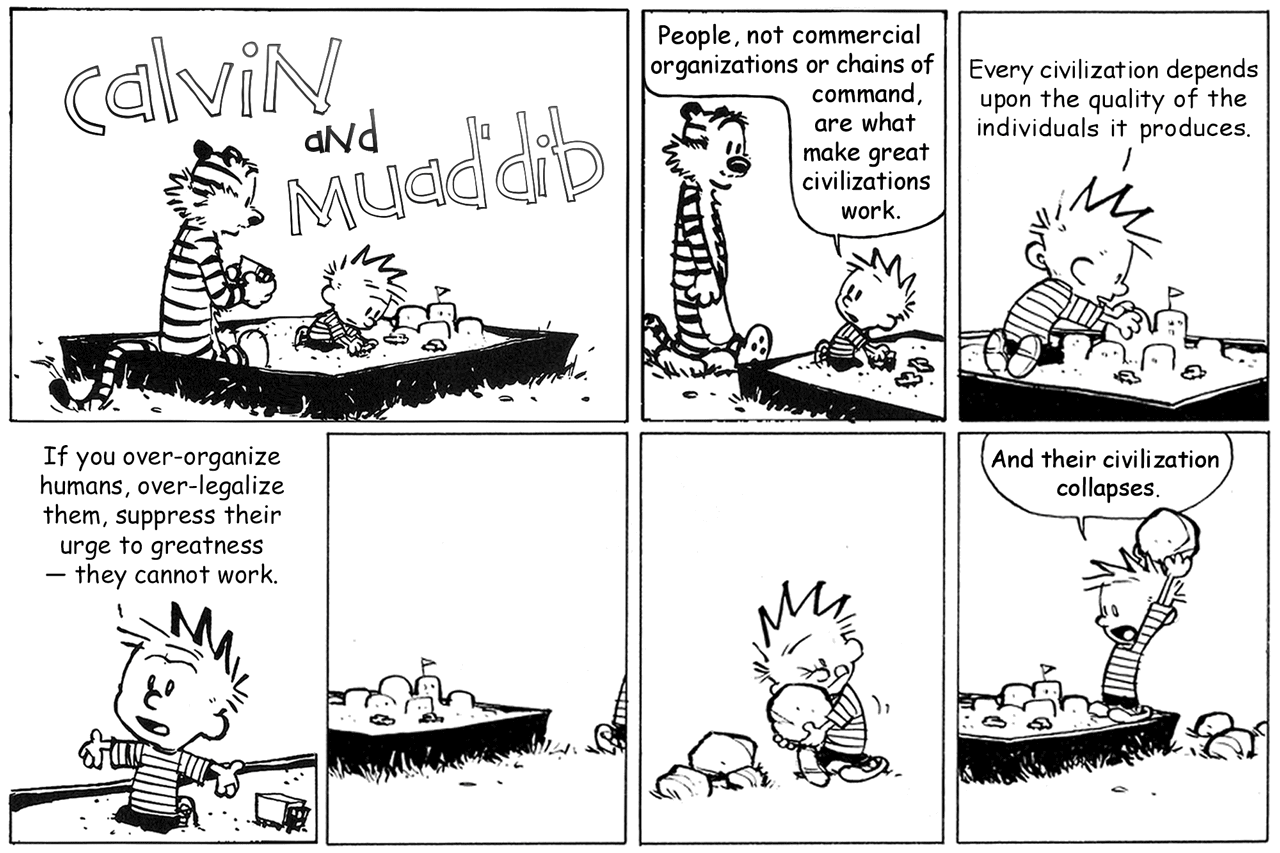 CalviN
aNd
Muad'dib
People, not commercial
organizations or chains of
command,
are what
make great
civilizations
work.
Every civilization depends
upon the quality of the
individuals it produces.
If you over-organize
humans, over-legalize
them, suppress their
urge to greatness
— they cannot work.
And their civilization
collapses.